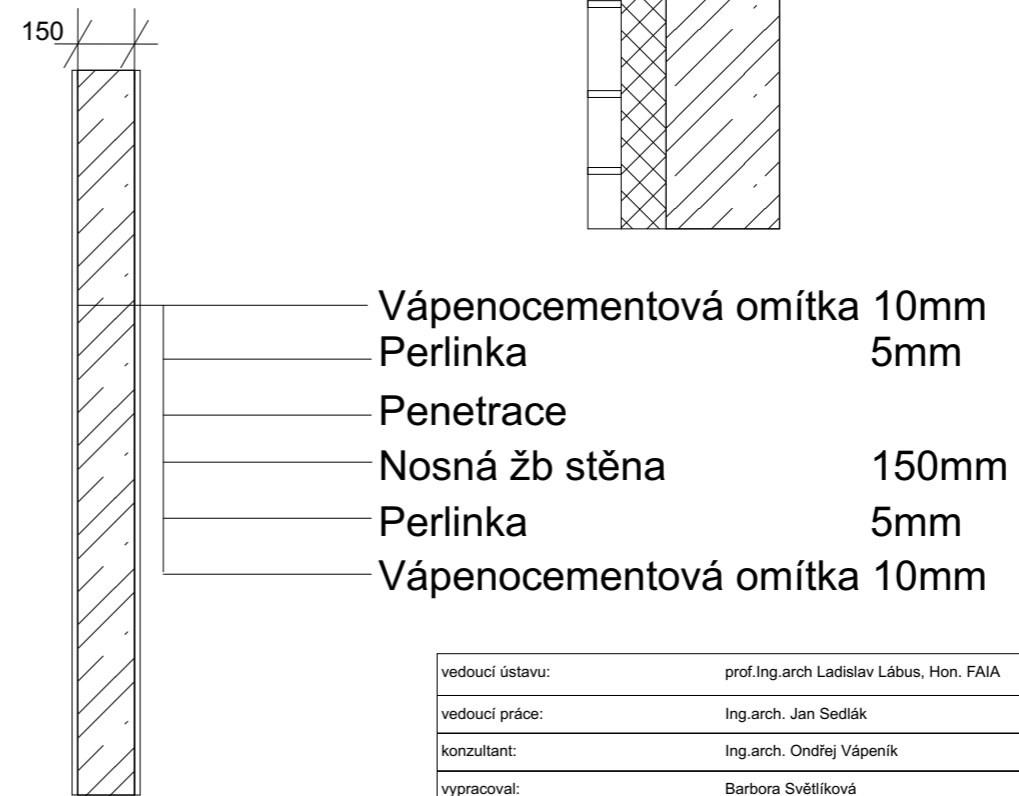 150
Vápenocementová omítka 10mm
Perlinka 5mm
Penetrace
Nosná žb stěna 150mm
Perlinka 5mm
Vápenocementová omítka 10mm
vedoucí ústavu: prof.Ing.arch Ladislav Lábus, Hon. FAIA
vedoucí práce: Ing.arch. Jan Sedlák
konzultant: Ing.arch. Ondřej Vápeník
vypracoval: Barbora Světlíková